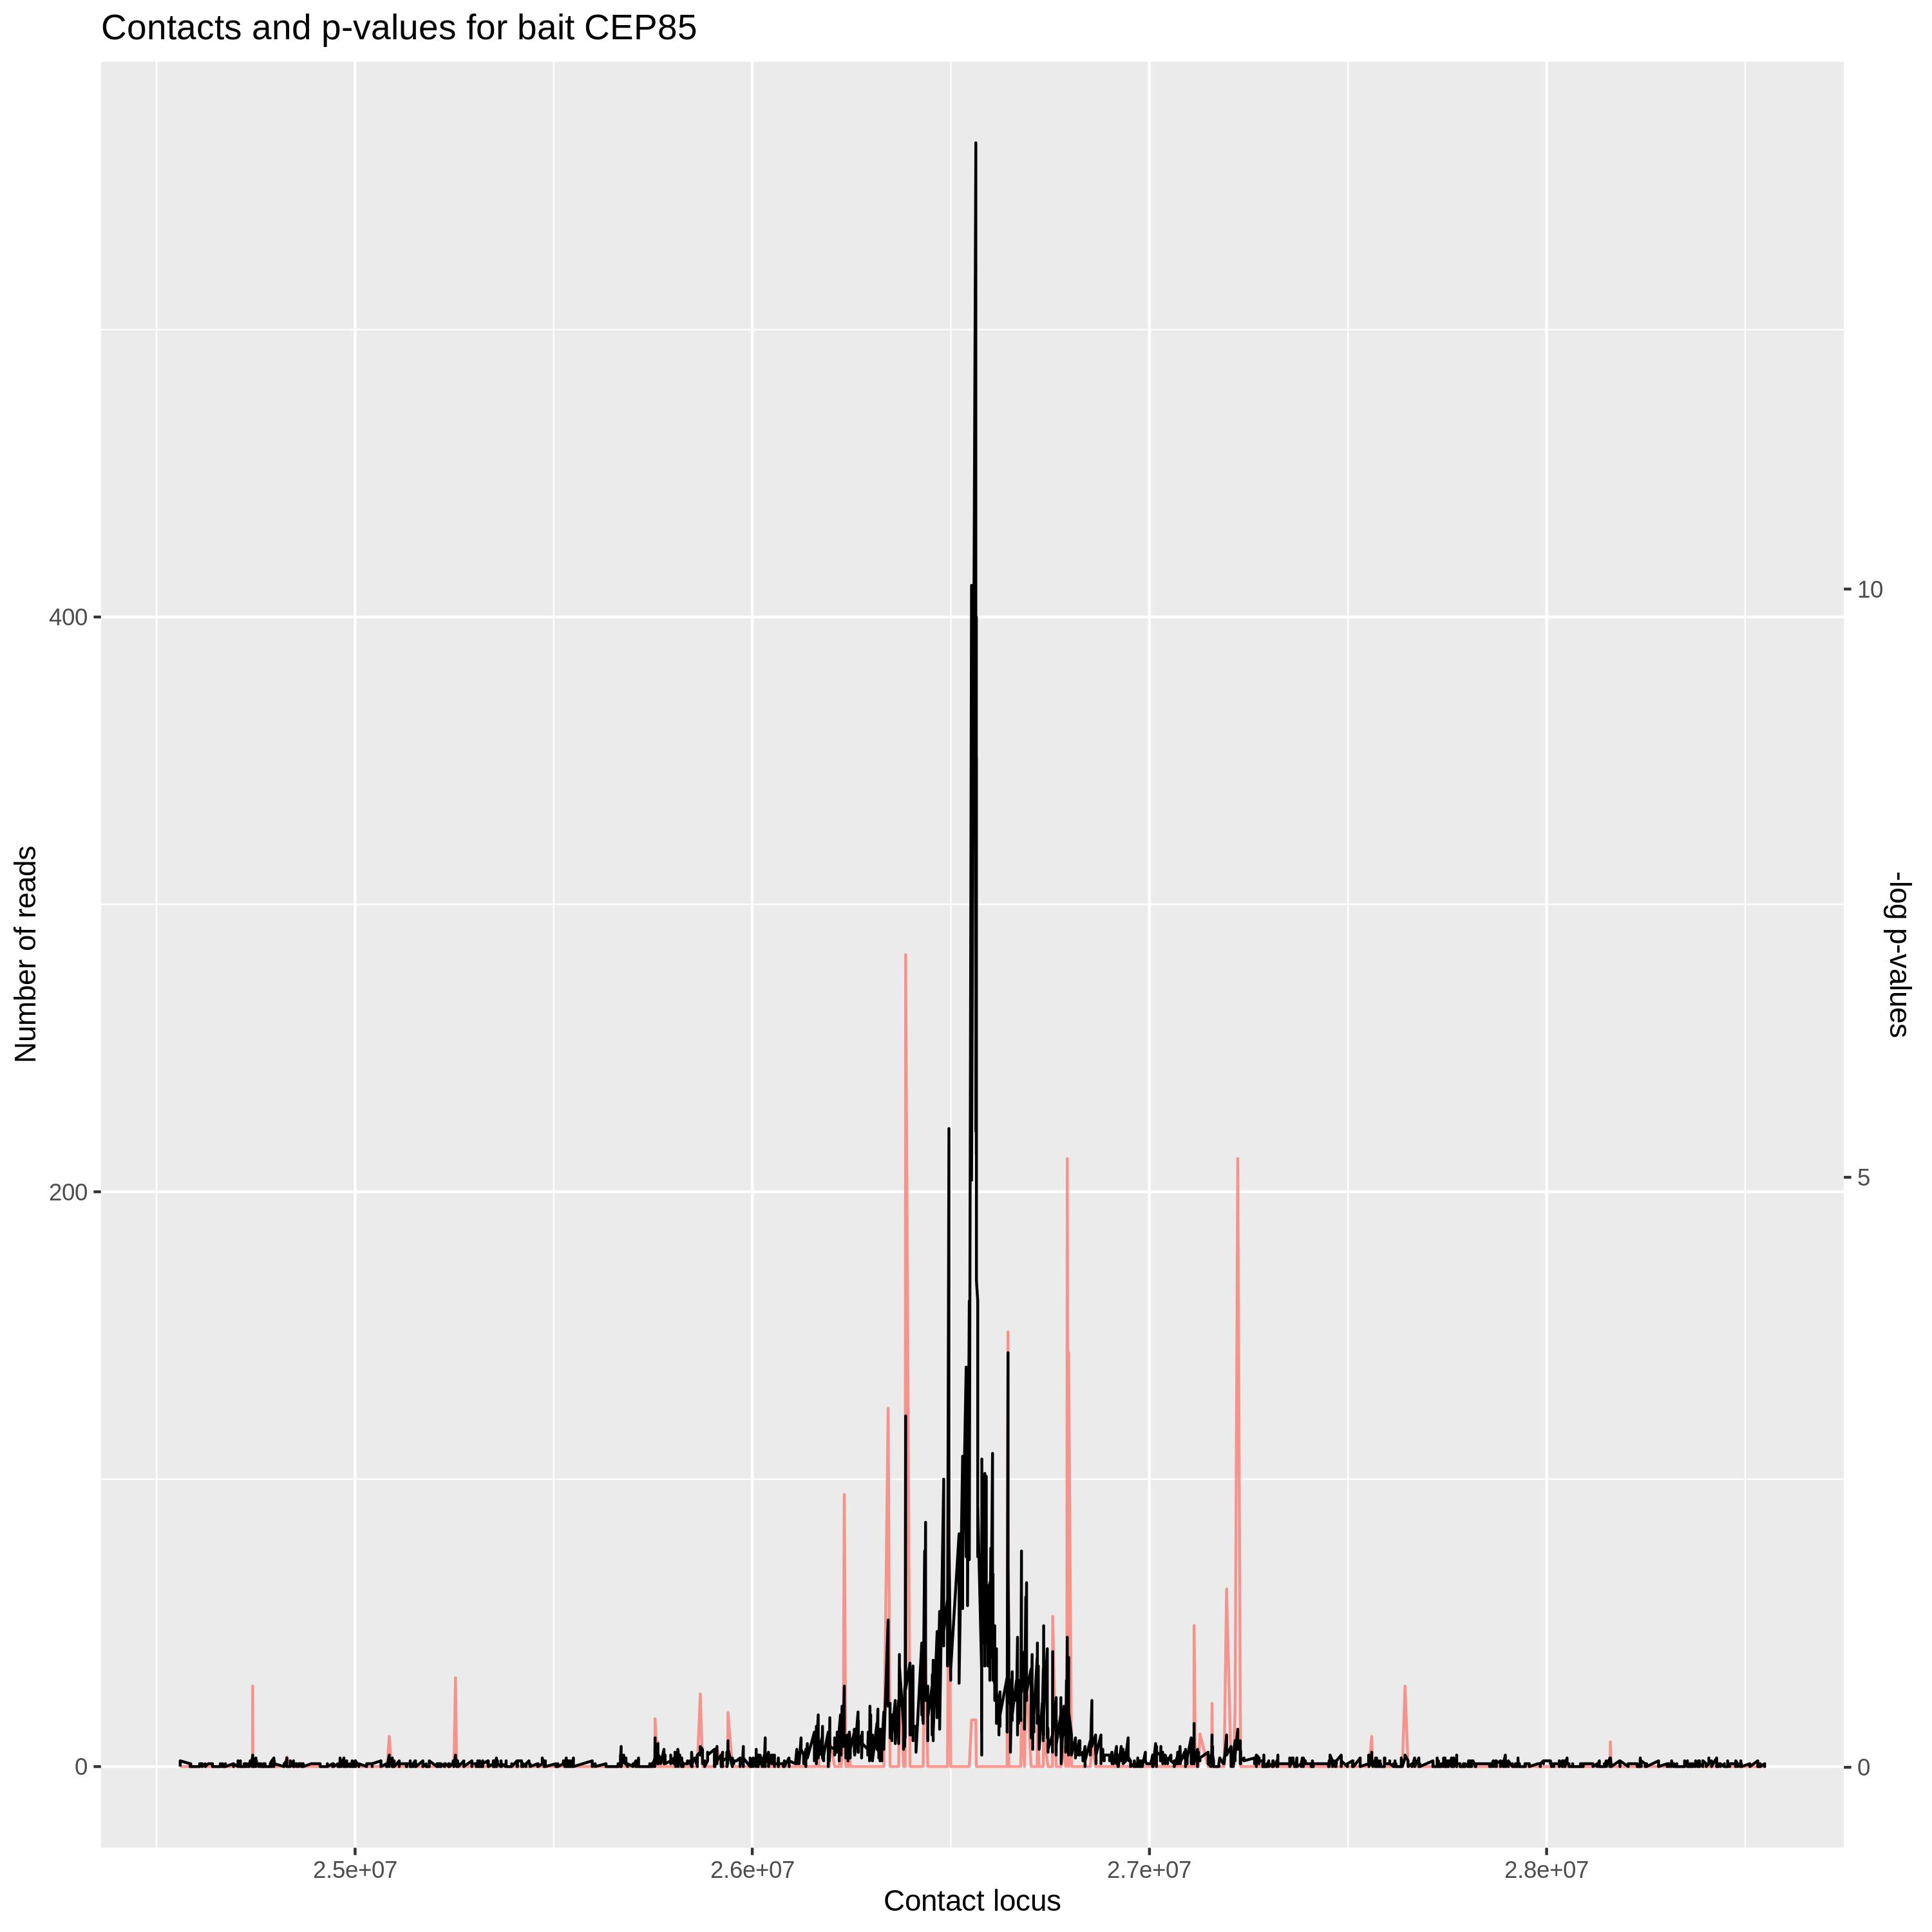 Contacts and p-values for bait CEP85
Number of reads
400
200
0
10
5
0
-log p-values
2.5e+07
2.6e+07
2.7e+07
2.8e+07
Contact locus